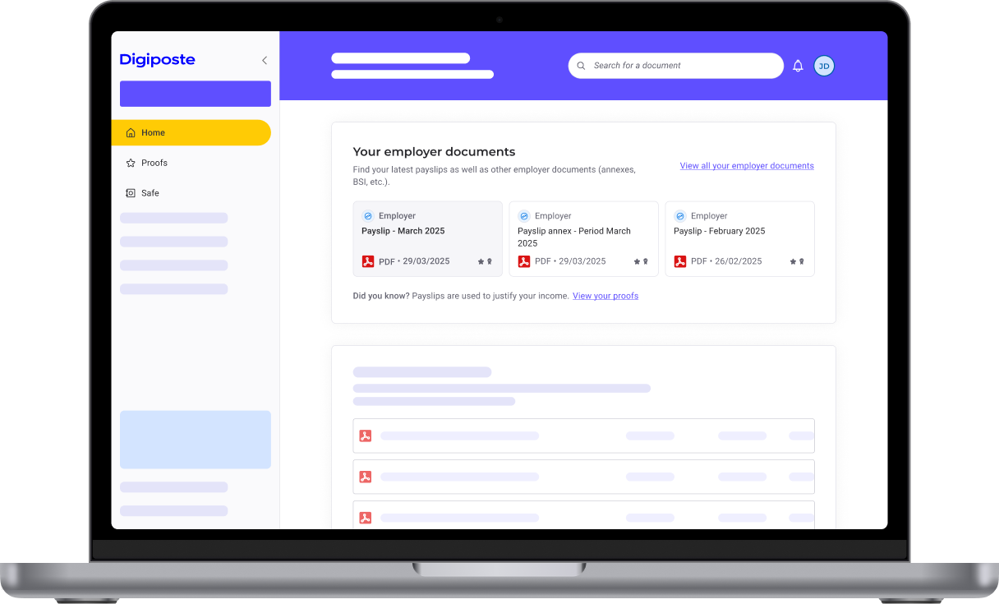 Digiposte
Search for a document
JD
Home
Proofs
Safe
Your employer documents
Find your latest payslips as well as other employer documents (annexes,
BSI, etc.).
View all your employer documents
Employer
Payslip - March 2025
PDF • 29/03/2025
Employer
Payslip annex - Period March
2025
PDF • 29/03/2025
Employer
Payslip - February 2025
PDF • 26/02/2025
Did you know? Payslips are used to justify your income. View your proofs